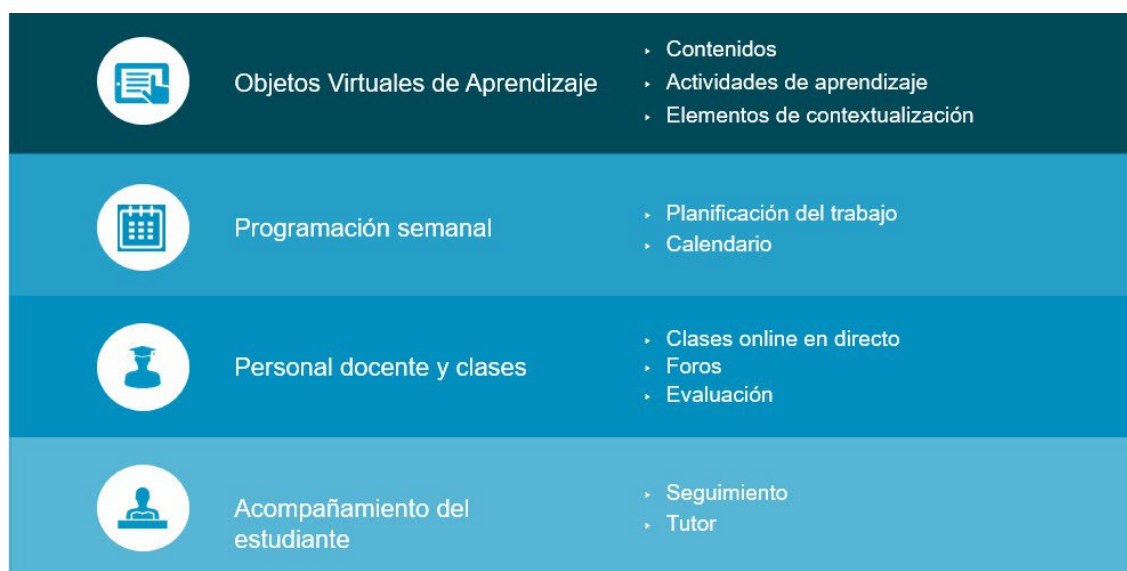 Objetos Virtuales de Aprendizaje
‣ Contenidos
‣ Actividades de aprendizaje
‣ Elementos de contextualización
Programación semanal
‣ Planificación del trabajo
‣ Calendario
Personal docente y clases
‣ Clases online en directo
‣ Foros
‣ Evaluación
Acompañamiento del
estudiante
‣ Seguimiento
‣ Tutor